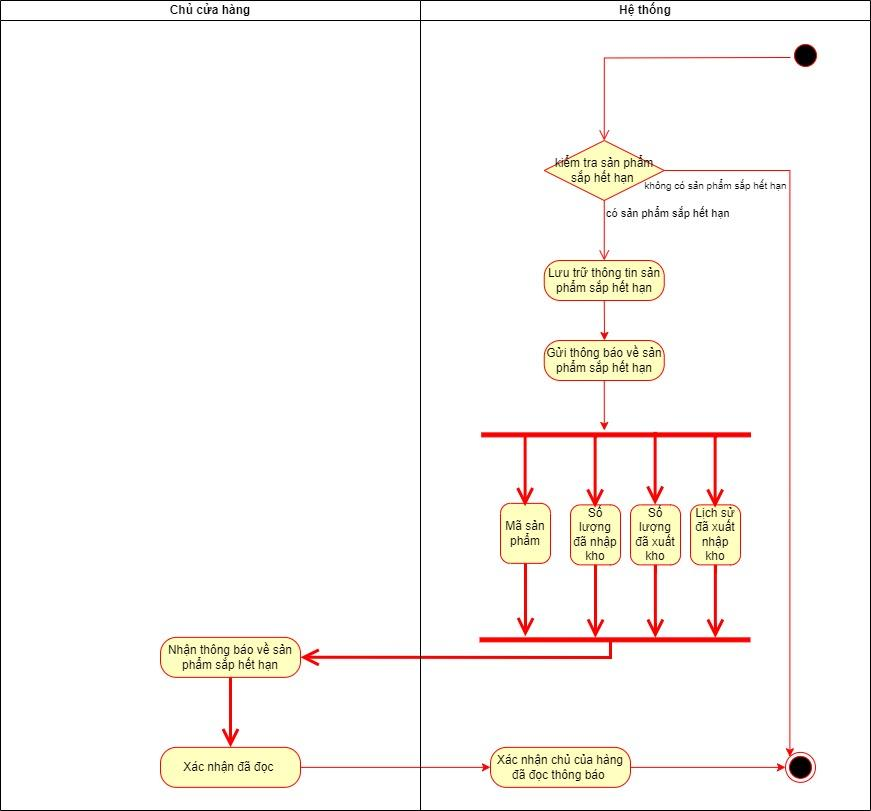 Chủ cửa hàng
Hệ thống
kiểm tra sản phẩm
sắp hết hạn
không có sản phẩm sắp hết hạn
có sản phẩm sắp hết hạn
Lưu trữ thông tin sản
phẩm sắp hết hạn
Gửi thông báo về sản
phẩm sắp hết hạn
Mã sản
phẩm
Số
lượng
đã nhập
kho
Số
lượng
đã xuất
kho
Lịch sử
đã xuất
nhập
kho
Nhận thông báo về sản
phẩm sắp hết hạn
Xác nhận đã đọc
Xác nhận chủ của hàng
đã đọc thông báo